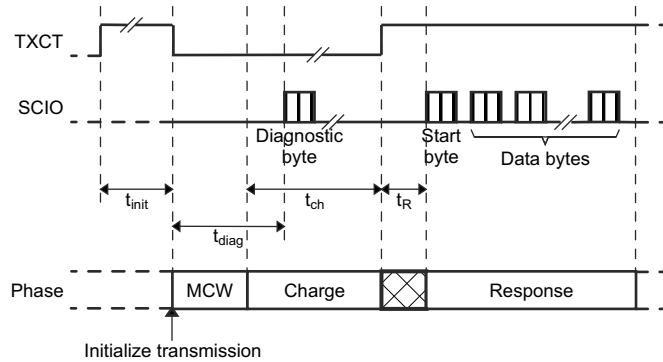 TXCT
SCIO
Diagnostic
byte
Start
byte
Data bytes
tinit
tch
tR
tdiag
Phase
MCW
Charge
Response
Initialize transmission